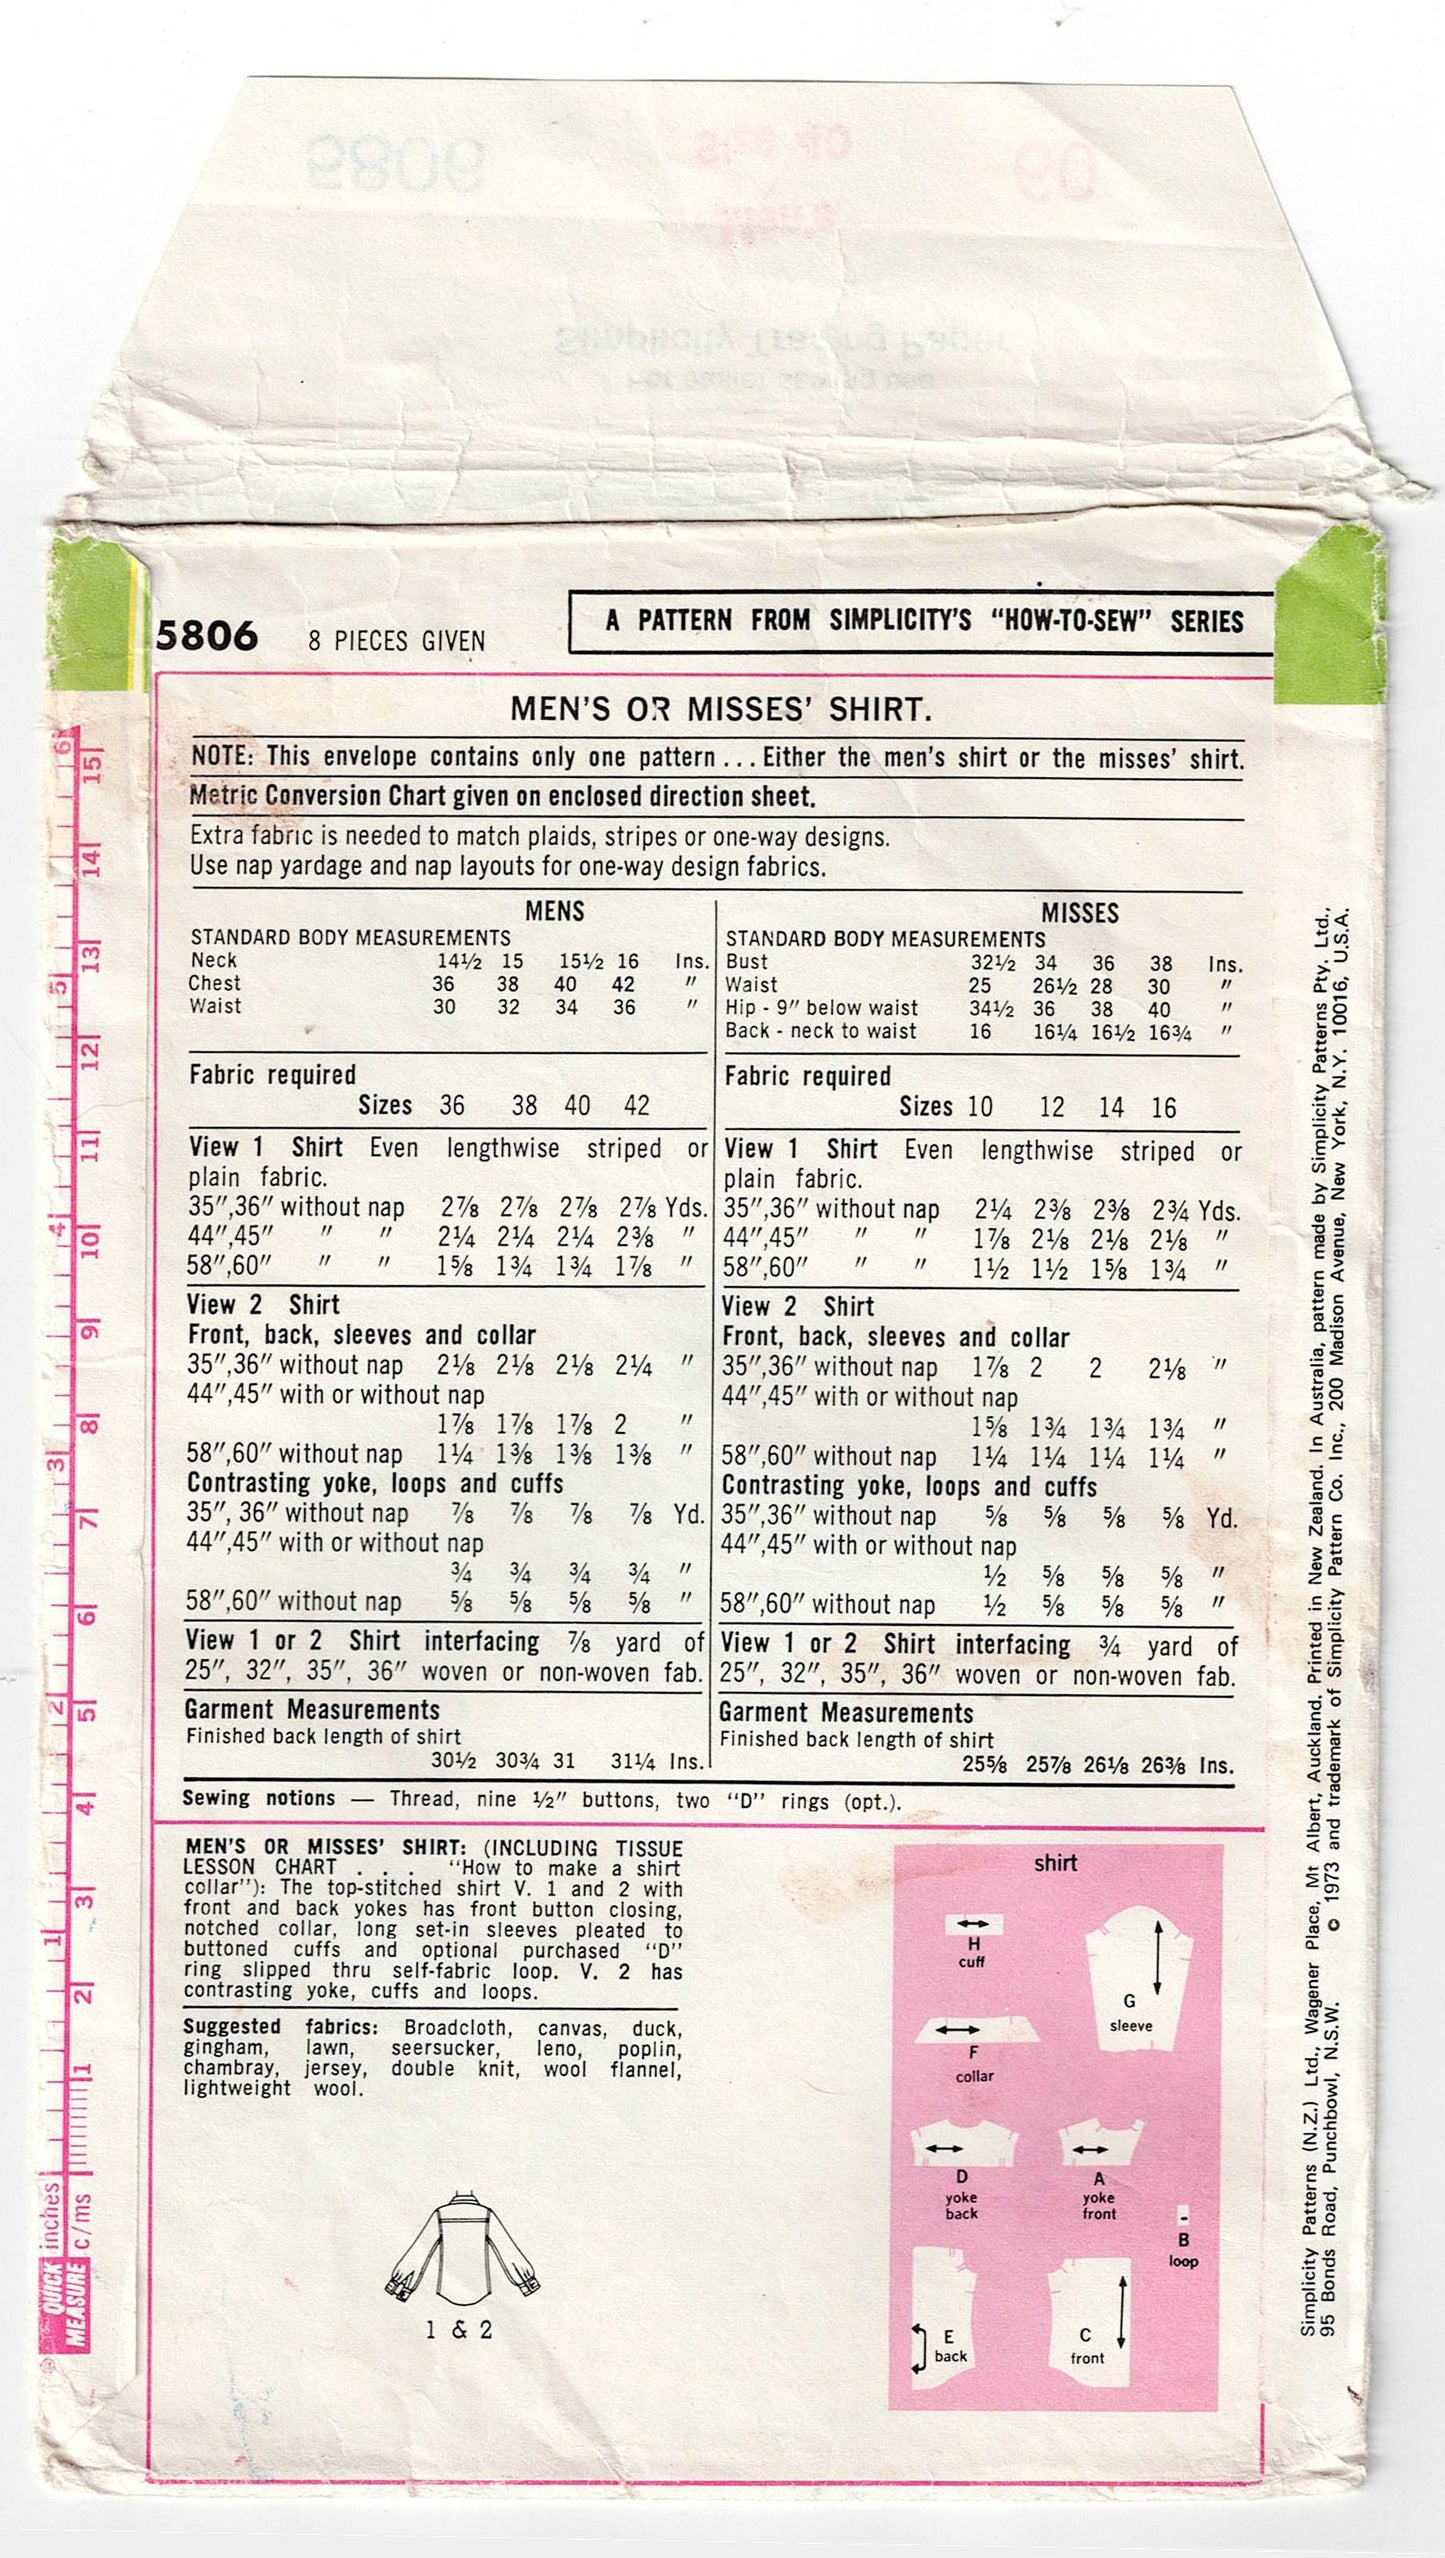 5806
5806 8 PIECES GIVEN
A PATTERN FROM SIMPLICITY'S "HOW-TO-SEW" SERIES
MEN'S OR MISSES' SHIRT.
NOTE: This envelope contains only one pattern... Either the men's shirt or the misses' shirt.
Metric Conversion Chart given on enclosed direction sheet.
Extra fabric is needed to match plaids, stripes or one-way designs.
Use nap yardage and nap layouts for one-way design fabrics.
MENS
STANDARD BODY MEASUREMENTS
Neck 14½ 15 15½ 16 Ins.
Chest 36 38 40 42 "
Waist 30 32 34 36 "
Fabric required
Sizes 36 38 40 42
View 1 Shirt Even lengthwise striped or
plain fabric.
35",36" without nap 2⅞ 2⅞ 2⅞ 2⅞ Yds.
44",45" " " 2¼ 2¼ 2¼ 2⅜ "
58",60" " " 1⅝ 1¾ 1¾ 1⅞ "
View 2 Shirt
Front, back, sleeves and collar
35",36" without nap 2⅛ 2⅛ 2⅛ 2¼ "
44",45" with or without nap
1⅞ 1⅞ 1⅞ 2 "
58",60" without nap 1¼ 1⅜ 1⅜ 1⅜ "
Contrasting yoke, loops and cuffs
35", 36" without nap ⅞ ⅞ ⅞ ⅞ Yd.
44",45" with or without nap
¾ ¾ ¾ ¾ "
58",60" without nap ⅝ ⅝ ⅝ ⅝ "
View 1 or 2 Shirt interfacing ⅞ yard of
25", 32", 35", 36" woven or non-woven fab.
Garment Measurements
Finished back length of shirt
30½ 30¾ 31 31¼ Ins.
MISSES
STANDARD BODY MEASUREMENTS
Bust 32½ 34 36 38 Ins.
Waist 25 26½ 28 30 "
Hip - 9" below waist 34½ 36 38 40 "
Back - neck to waist 16 16¼ 16½ 16¾ "
Fabric required
Sizes 10 12 14 16
View 1 Shirt Even lengthwise striped or
plain fabric.
35",36" without nap 2¼ 2⅜ 2⅜ 2¾ Yds.
44",45" " " 1⅞ 2⅛ 2⅛ 2⅛ "
58",60" " " 1½ 1½ 1⅝ 1¾ "
View 2 Shirt
Front, back, sleeves and collar
35",36" without nap 1⅞ 2 2 2⅛ "
44",45" with or without nap
1⅝ 1¾ 1¾ 1¾ "
58",60" without nap 1¼ 1¼ 1¼ 1¼ "
Contrasting yoke, loops and cuffs
35",36" without nap ⅝ ⅝ ⅝ ⅝ Yd.
44",45" with or without nap
½ ⅝ ⅝ ⅝ "
58",60" without nap ½ ⅝ ⅝ ⅝ "
View 1 or 2 Shirt interfacing ¾ yard of
25", 32", 35", 36" woven or non-woven fab.
Garment Measurements
Finished back length of shirt
25⅝ 25⅞ 26⅛ 26⅜ Ins.
Sewing notions — Thread, nine ½" buttons, two "D" rings (opt.).
MEN'S OR MISSES' SHIRT: (INCLUDING TISSUE
LESSON CHART . . . "How to make a shirt
collar"): The top-stitched shirt V. 1 and 2 with
front and back yokes has front button closing,
notched collar, long set-in sleeves pleated to
buttoned cuffs and optional purchased "D"
ring slipped thru self-fabric loop. V. 2 has
contrasting yoke, cuffs and loops.
Suggested fabrics: Broadcloth, canvas, duck,
gingham, lawn, seersucker, leno, poplin,
chambray, jersey, double knit, wool flannel,
lightweight wool.
1 & 2
shirt
H
cuff
G
sleeve
F
collar
D
yoke
back
A
yoke
front
B
loop
E
back
C
front
Simplicity Patterns (N.Z.) Ltd., Wagener Place, Mt Albert, Auckland. Printed in New Zealand. In Australia, pattern made by Simplicity Patterns Pty. Ltd.,
95 Bonds Road, Punchbowl, N.S.W. © 1973 and trademark of Simplicity Pattern Co. Inc., 200 Madison Avenue, New York, N.Y. 10016, U.S.A.
QUICK inches 1 2 3 4 5 6
MEASURE c/ms 1 2 3 4 5 6 7 8 9 10 11 12 13 14 15